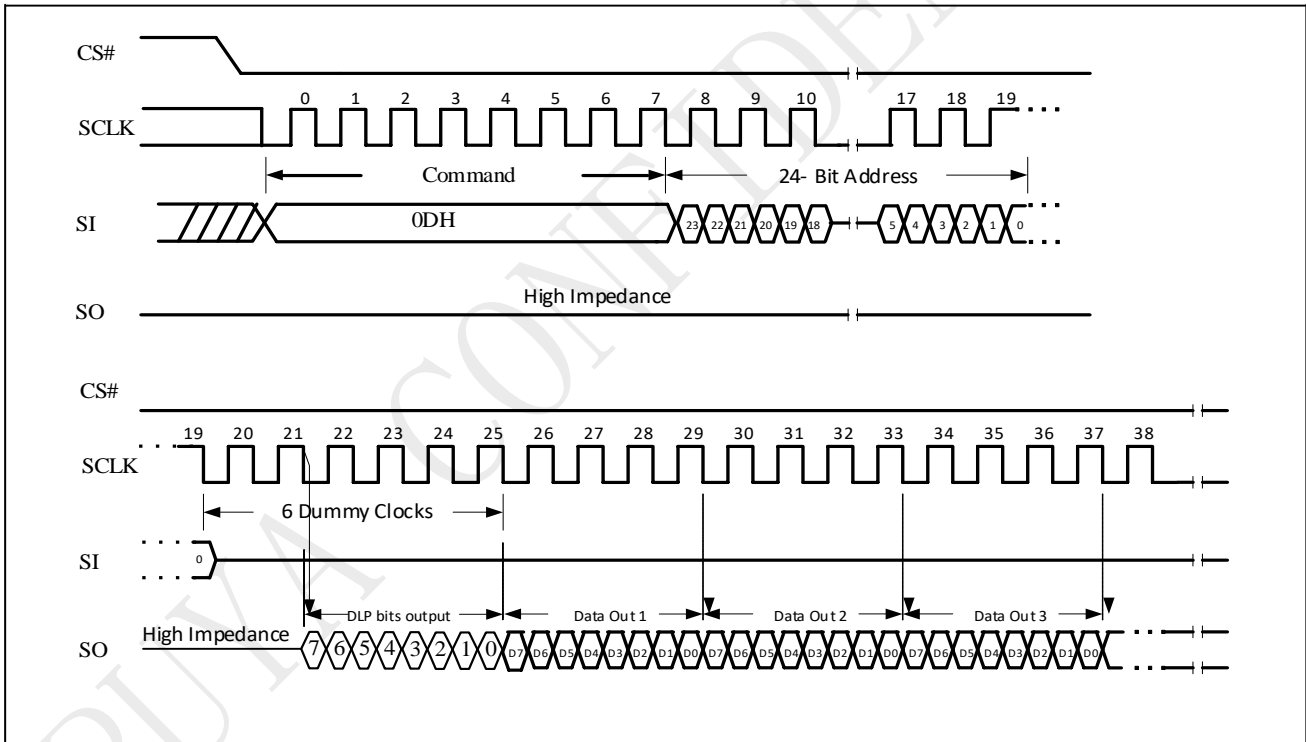 CS#
0 1 2 3 4 5 6 7 8 9 10 17 18 19
SCLK
Command 24- Bit Address
SI 0DH 23 22 21 20 19 18 5 4 3 2 1 0
High Impedance
SO
CS#
19 20 21 22 23 24 25 26 27 28 29 30 31 32 33 34 35 36 37 38
SCLK
6 Dummy Clocks
SI 0
DLP bits output Data Out 1 Data Out 2 Data Out 3
High Impedance
SO 7 6 5 4 3 2 1 0 D7 D6 D5 D4 D3 D2 D1 D0 D7 D6 D5 D4 D3 D2 D1 D0 D7 D6 D5 D4 D3 D2 D1 D0
PUYA CONFIDE